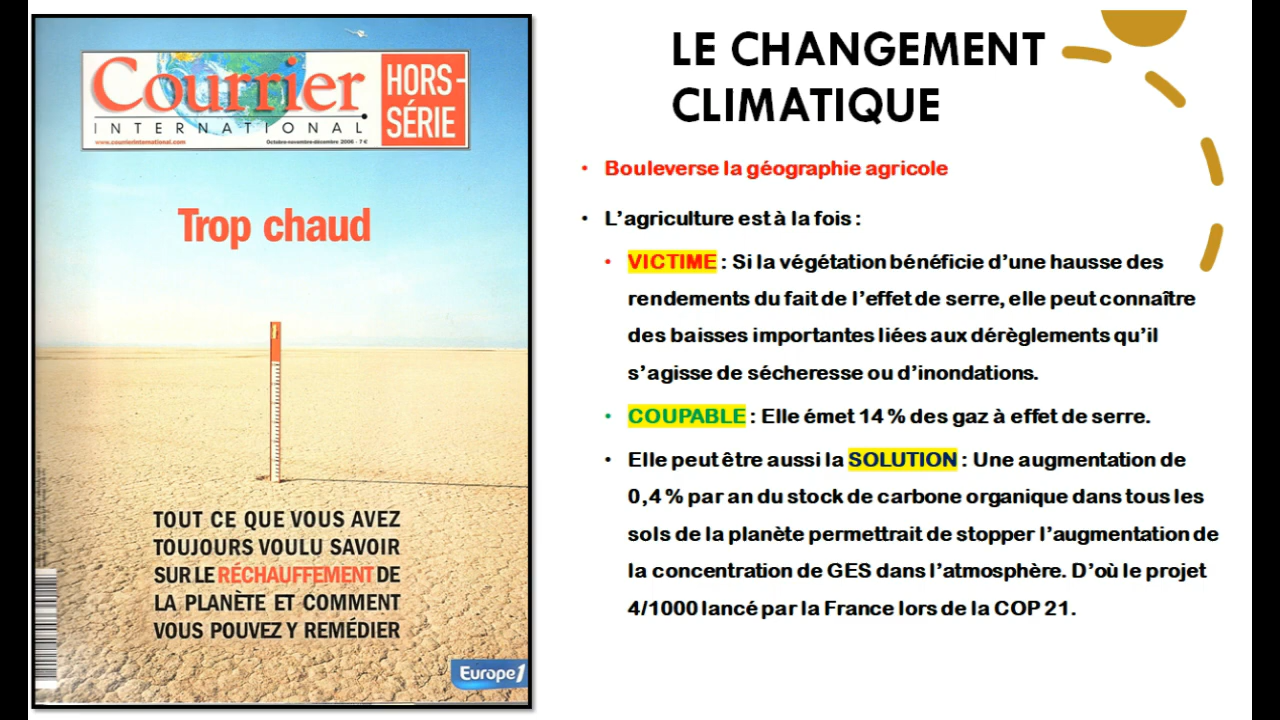 Courrier
INTERNATIONAL
HORS-
SÉRIE
www.courrierinternational.com
Octobre-novembre-décembre 2006 - 7 €
Trop chaud
TOUT CE QUE VOUS AVEZ
TOUJOURS VOULU SAVOIR
SUR LE RÉCHAUFFEMENT DE
LA PLANÈTE ET COMMENT
VOUS POUVEZ Y REMÉDIER
Europe1
LE CHANGEMENT
CLIMATIQUE
• Bouleverse la géographie agricole
• L'agriculture est à la fois :
• VICTIME : Si la végétation bénéficie d'une hausse des
rendements du fait de l'effet de serre, elle peut connaître
des baisses importantes liées aux dérèglements qu'il
s'agisse de sécheresse ou d'inondations.
• COUPABLE : Elle émet 14 % des gaz à effet de serre.
• Elle peut être aussi la SOLUTION : Une augmentation de
0,4 % par an du stock de carbone organique dans tous les
sols de la planète permettrait de stopper l'augmentation de
la concentration de GES dans l'atmosphère. D'où le projet
4/1000 lancé par la France lors de la COP 21.